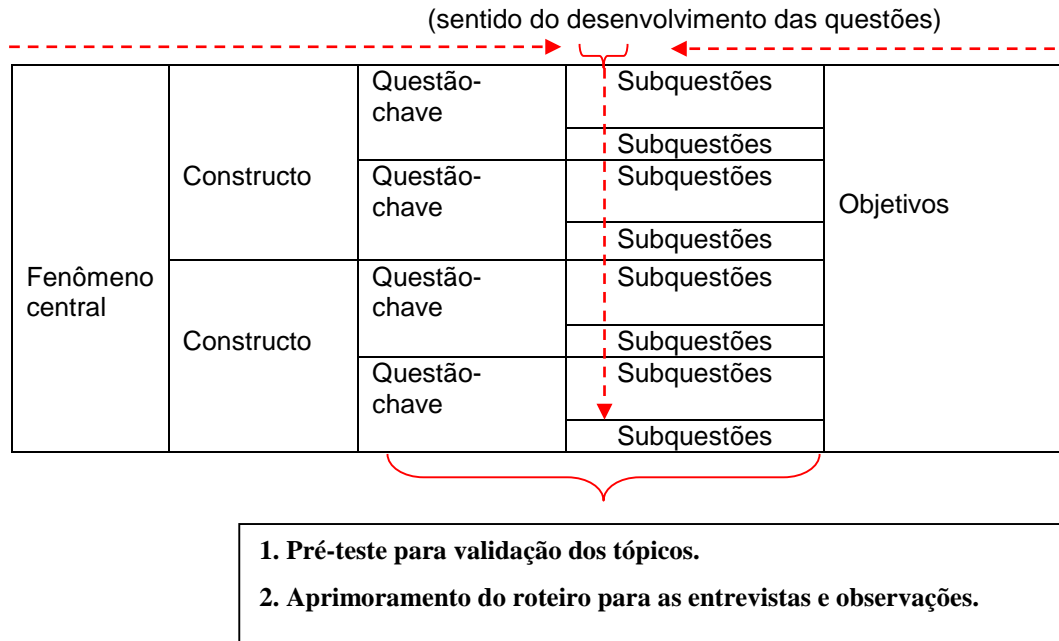 (sentido do desenvolvimento das questões)
Fenômeno
central
Constructo
Questão-
chave
Subquestões
Subquestões
Questão-
chave
Subquestões
Subquestões
Constructo
Questão-
chave
Subquestões
Subquestões
Questão-
chave
Subquestões
Subquestões
Objetivos
1. Pré-teste para validação dos tópicos.
2. Aprimoramento do roteiro para as entrevistas e observações.